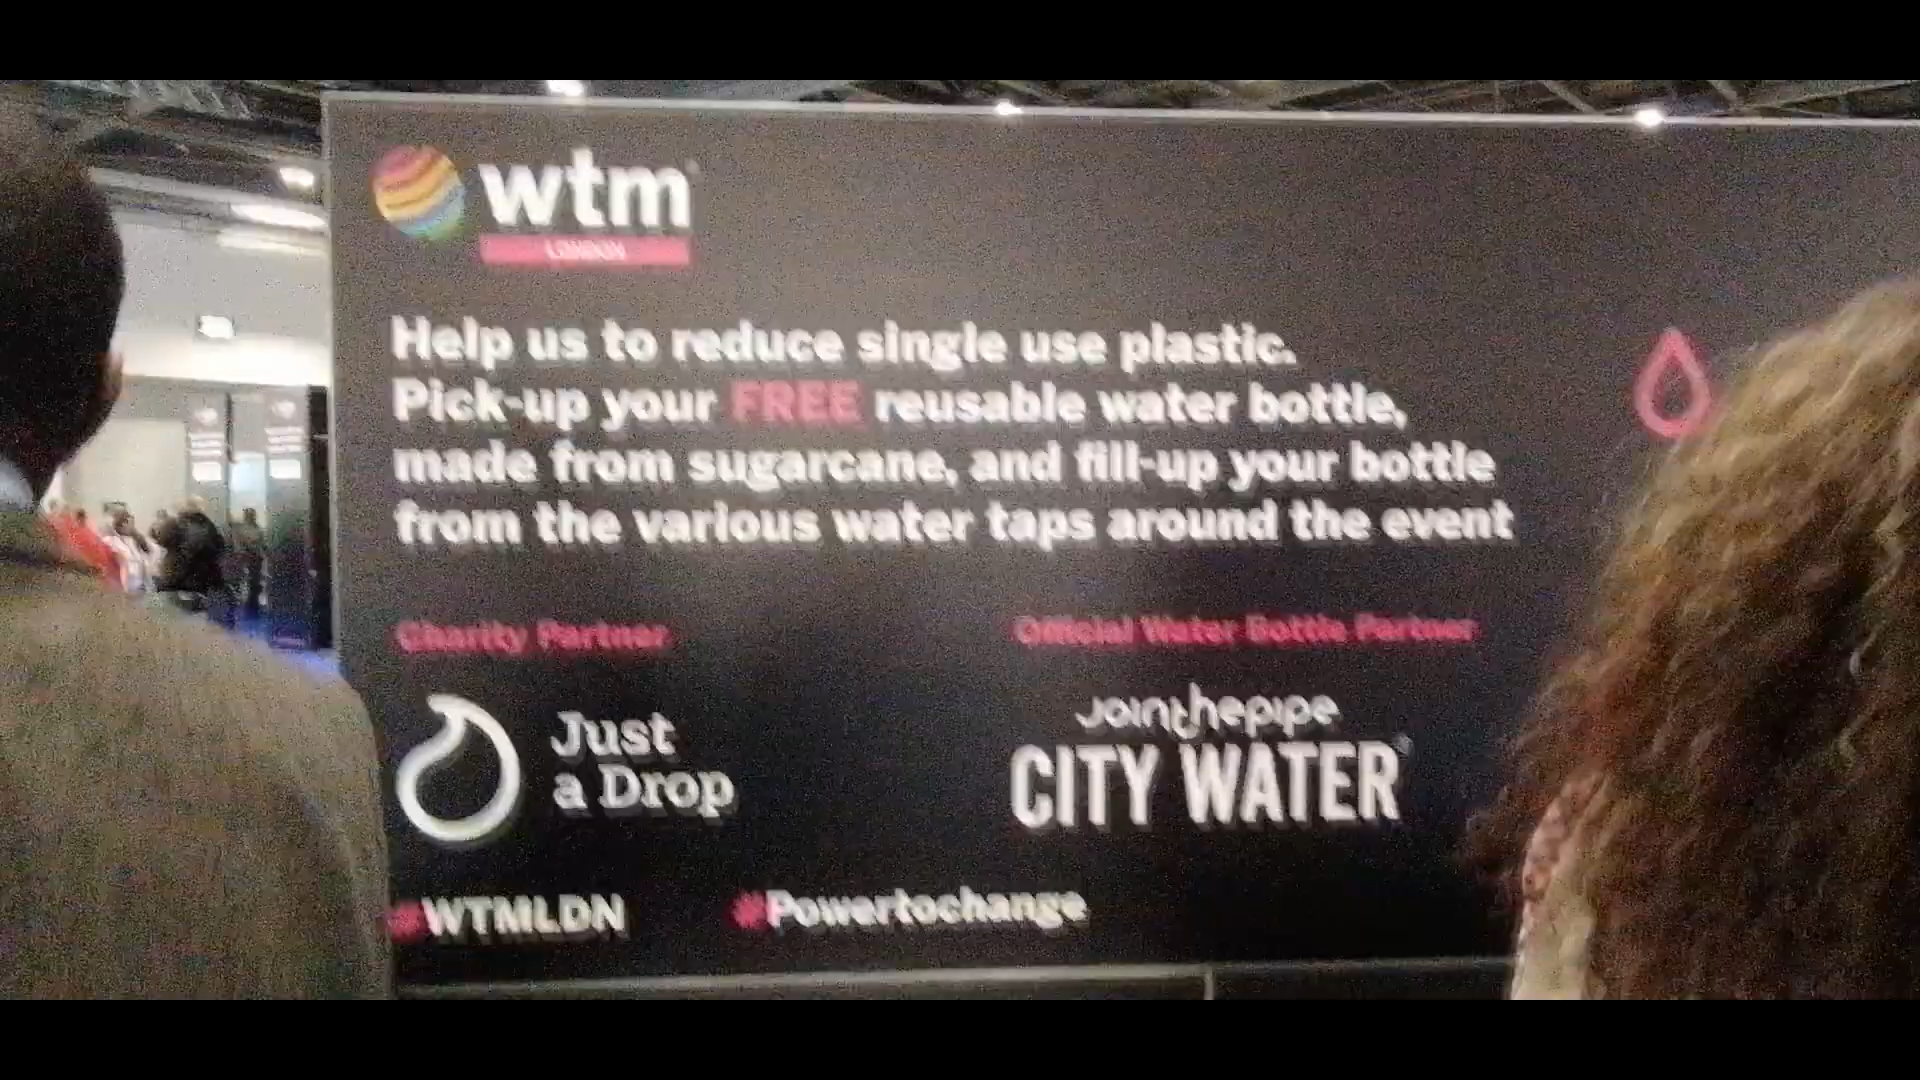 wtm
LONDON
Help us to reduce single use plastic.
Pick-up your FREE reusable water bottle,
made from sugarcane, and fill-up your bottle
from the various water taps around the event
Charity Partner
Official Water Bottle Partner
Just
a Drop
Jointhepipe
CITY WATER
#WTMLDN
#Powertochange